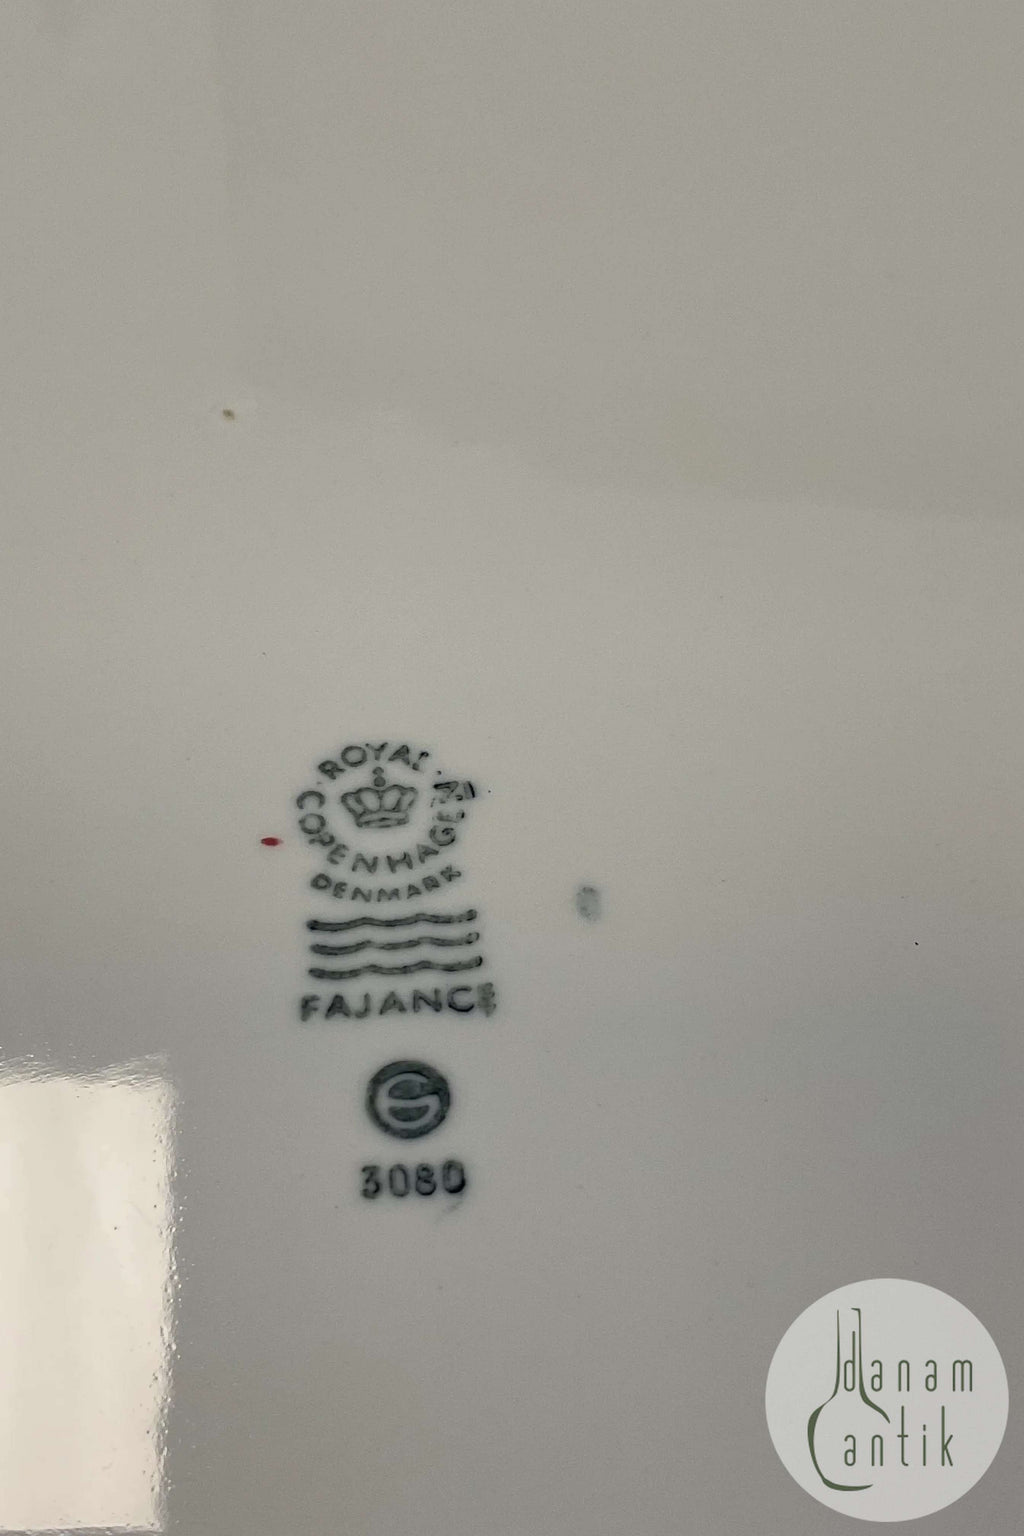 ROYAL
COPENHAGEN
DENMARK
FAJANCE
3080
danam
antik